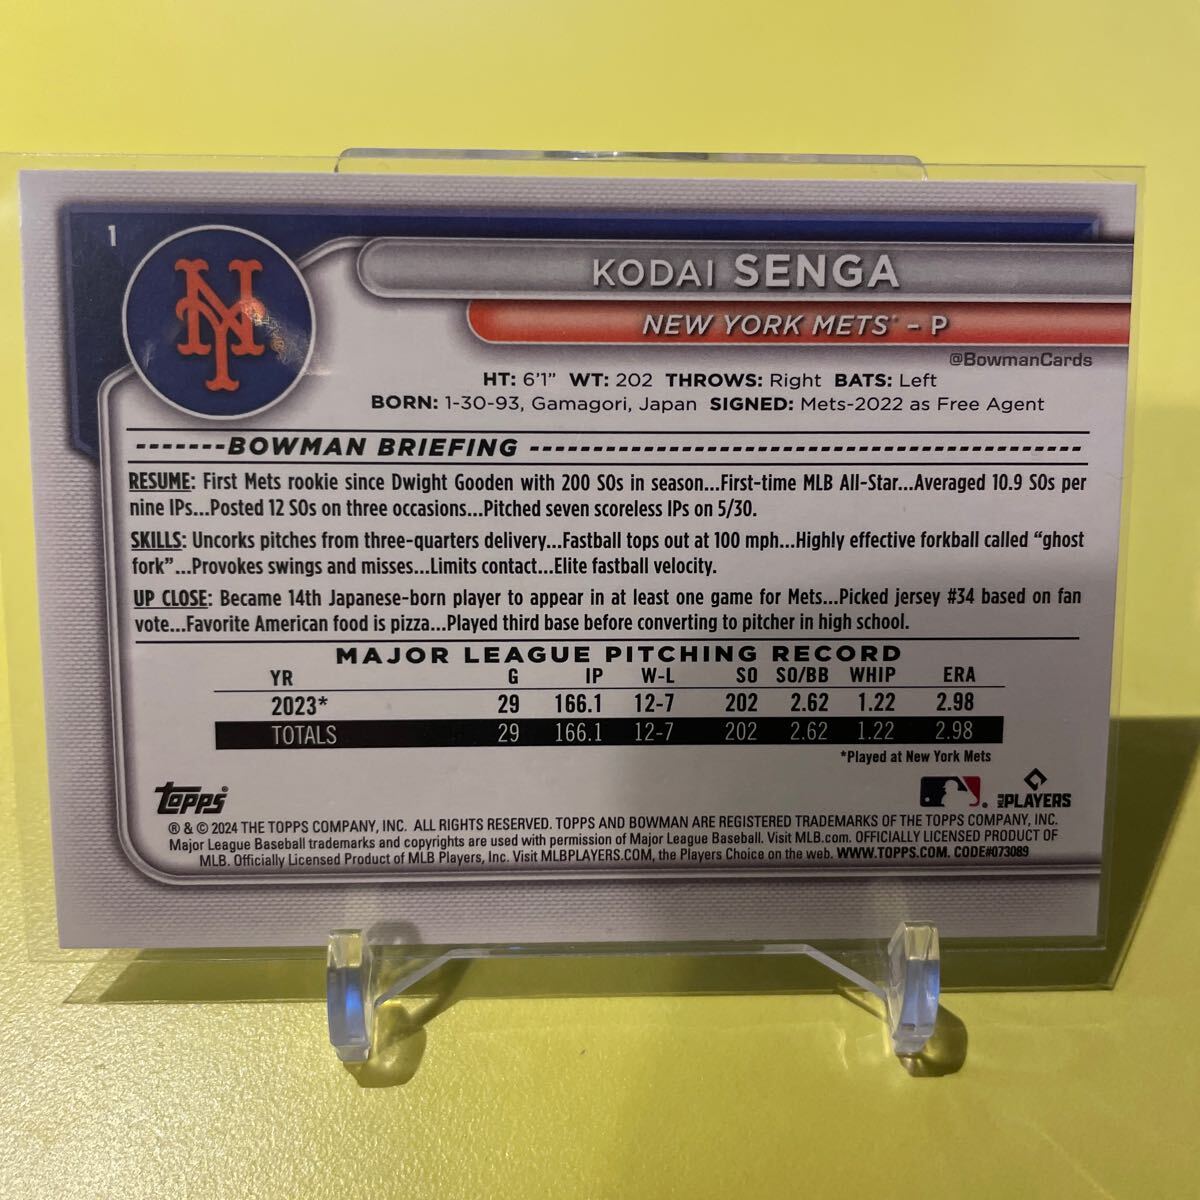 1
NY
KODAI SENGA
NEW YORK METS® - P
@BowmanCards
HT: 6'1" WT: 202 THROWS: Right BATS: Left
BORN: 1-30-93, Gamagori, Japan SIGNED: Mets-2022 as Free Agent
-------BOWMAN BRIEFING -------
RESUME: First Mets rookie since Dwight Gooden with 200 SOs in season...First-time MLB All-Star...Averaged 10.9 SOs per
nine IPs...Posted 12 SOs on three occasions...Pitched seven scoreless IPs on 5/30.
SKILLS: Uncorks pitches from three-quarters delivery...Fastball tops out at 100 mph...Highly effective forkball called “ghost
fork”...Provokes swings and misses...Limits contact...Elite fastball velocity.
UP CLOSE: Became 14th Japanese-born player to appear in at least one game for Mets...Picked jersey #34 based on fan
vote...Favorite American food is pizza...Played third base before converting to pitcher in high school.
MAJOR LEAGUE PITCHING RECORD
YR G IP W-L SO SO/BB WHIP ERA
2023* 29 166.1 12-7 202 2.62 1.22 2.98
TOTALS 29 166.1 12-7 202 2.62 1.22 2.98
*Played at New York Mets
topps®
MLB PLAYERS
® & © 2024 THE TOPPS COMPANY, INC. ALL RIGHTS RESERVED. TOPPS AND BOWMAN ARE REGISTERED TRADEMARKS OF THE TOPPS COMPANY, INC.
Major League Baseball trademarks and copyrights are used with permission of Major League Baseball. Visit MLB.com. OFFICIALLY LICENSED PRODUCT OF
MLB. Officially Licensed Product of MLB Players, Inc. Visit MLBPLAYERS.COM, the Players Choice on the web. WWW.TOPPS.COM. CODE#073089